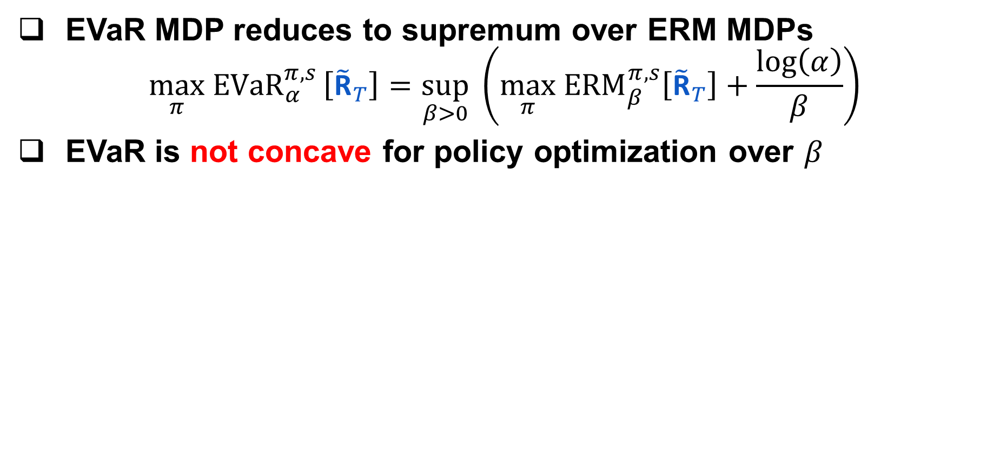 ❑ EVaR MDP reduces to supremum over ERM MDPs
$\max_{\pi} \text{EVaR}_{\alpha}^{\pi,s} [\tilde{\mathbf{R}}_T] = \sup_{\beta>0} \left( \max_{\pi} \text{ERM}_{\beta}^{\pi,s} [\tilde{\mathbf{R}}_T] + \frac{\log(\alpha)}{\beta} \right)$
❑ EVaR is not concave for policy optimization over $\beta$